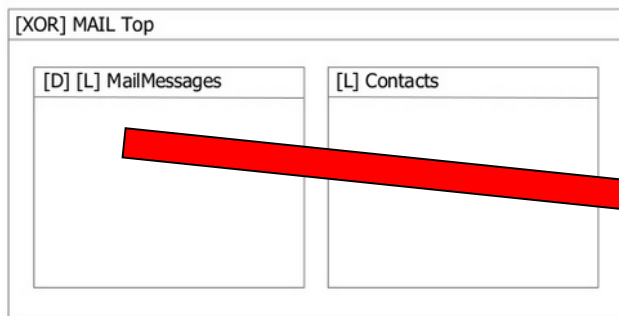 [XOR] MAIL Top
[D] [L] MailMessages
[L] Contacts